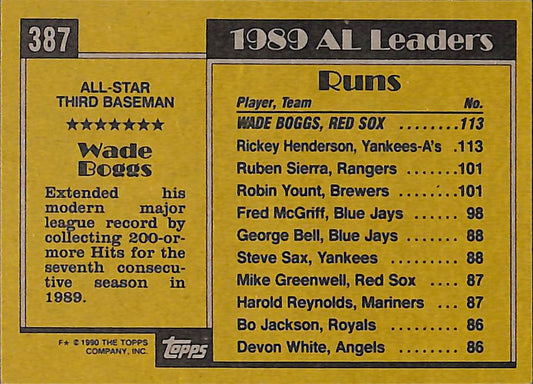 387
ALL-STAR
THIRD BASEMAN
★★★★★★★
Wade
Boggs
Extended his
modern major
league record by
collecting 200-or-
more Hits for the
seventh consecu-
tive season in
1989.
F★ © 1990 THE TOPPS
COMPANY, INC.
Topps
1989 AL Leaders
Runs
Player, Team No.
WADE BOGGS, RED SOX ........113
Rickey Henderson, Yankees-A's .113
Ruben Sierra, Rangers ........101
Robin Yount, Brewers ........101
Fred McGriff, Blue Jays ..... 98
George Bell, Blue Jays ...... 88
Steve Sax, Yankees ......... 88
Mike Greenwell, Red Sox .... 87
Harold Reynolds, Mariners .. 87
Bo Jackson, Royals ........ 86
Devon White, Angels ....... 86